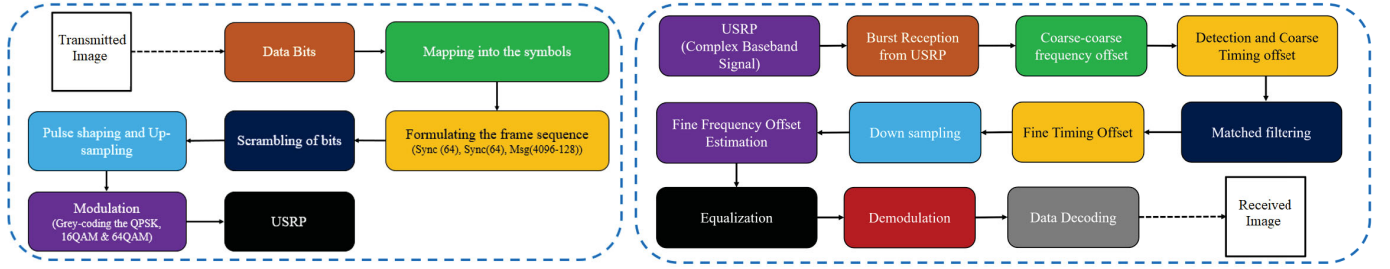 Transmitted
Image
Data Bits
Mapping into the symbols
Pulse shaping and Up-
sampling
Scrambling of bits
Formulating the frame sequence
(Sync (64), Sync(64), Msg(4096-128))
Modulation
(Grey-coding the QPSK,
16QAM & 64QAM)
USRP
USRP
(Complex Baseband
Signal)
Burst Reception
from USRP
Coarse-coarse
frequency offset
Detection and Coarse
Timing offset
Fine Frequency Offset
Estimation
Down sampling
Fine Timing Offset
Matched filtering
Equalization
Demodulation
Data Decoding
Received
Image